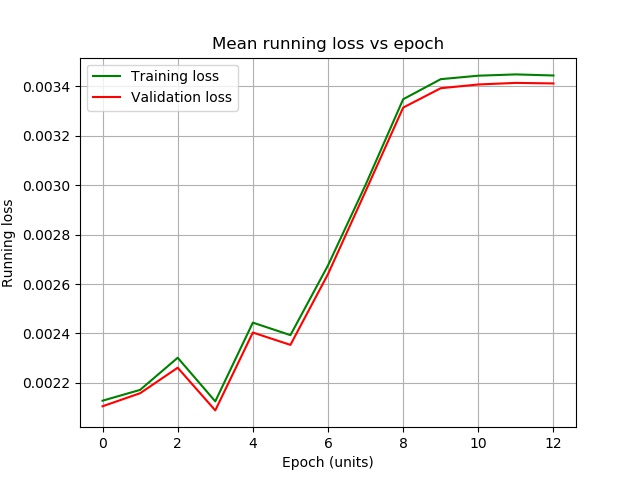 Mean running loss vs epoch
Training loss
Validation loss
0.0034
0.0032
0.0030
0.0028
0.0026
0.0024
0.0022
Running loss
0 2 4 6 8 10 12
Epoch (units)